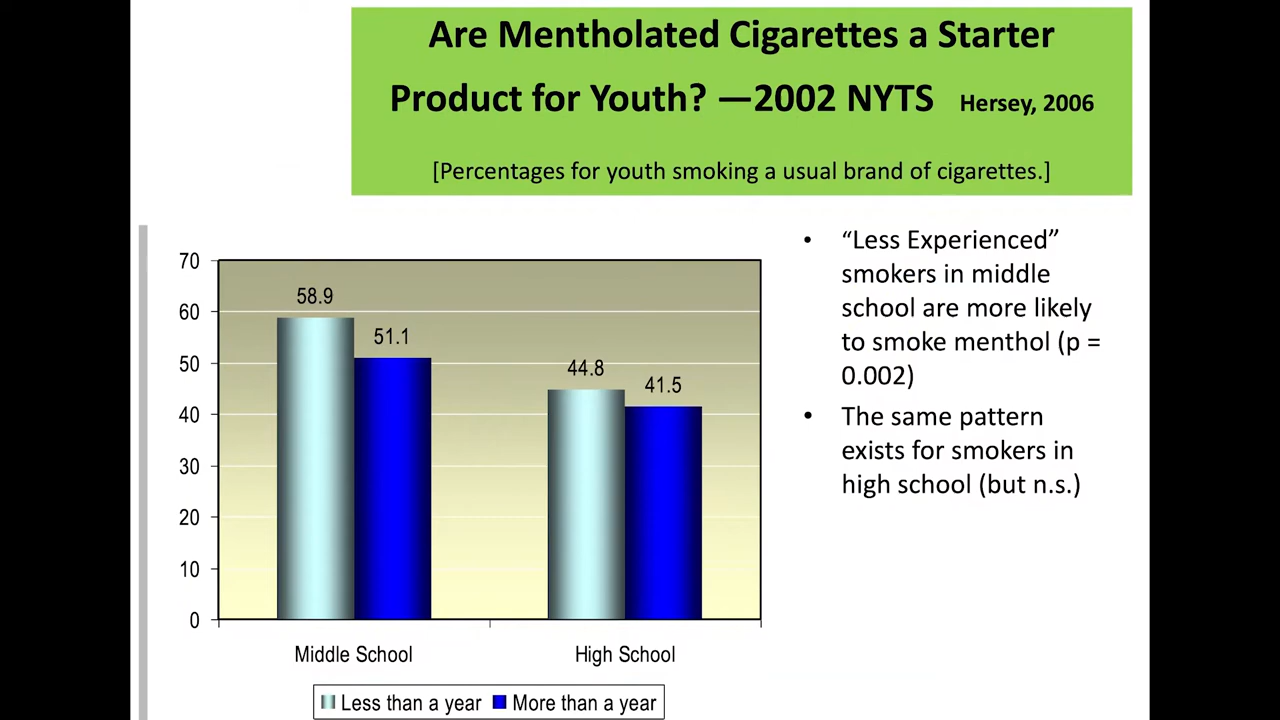 Are Mentholated Cigarettes a Starter
Product for Youth? —2002 NYTS Hersey, 2006
[Percentages for youth smoking a usual brand of cigarettes.]
70
60
50
40
30
20
10
0
58.9
51.1
44.8
41.5
Middle School
High School
Less than a year
More than a year
• “Less Experienced”
smokers in middle
school are more likely
to smoke menthol (p =
0.002)
• The same pattern
exists for smokers in
high school (but n.s.)